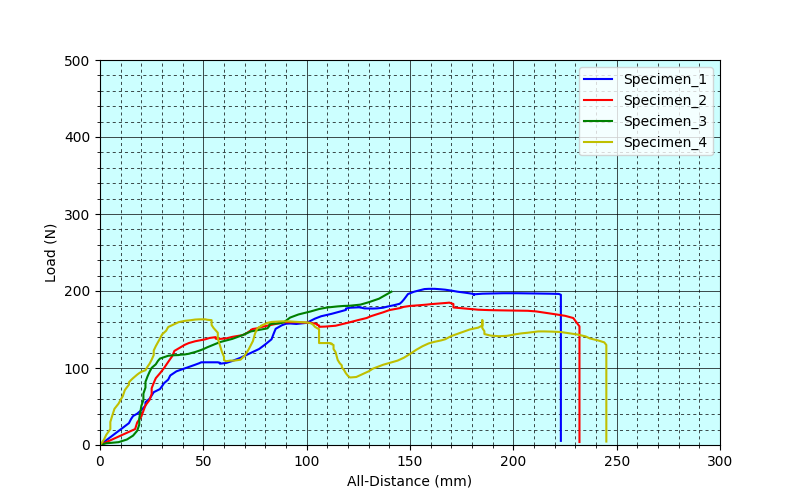 500
400
300
200
100
0
Load (N)
Specimen_1
Specimen_2
Specimen_3
Specimen_4
0 50 100 150 200 250 300
All-Distance (mm)